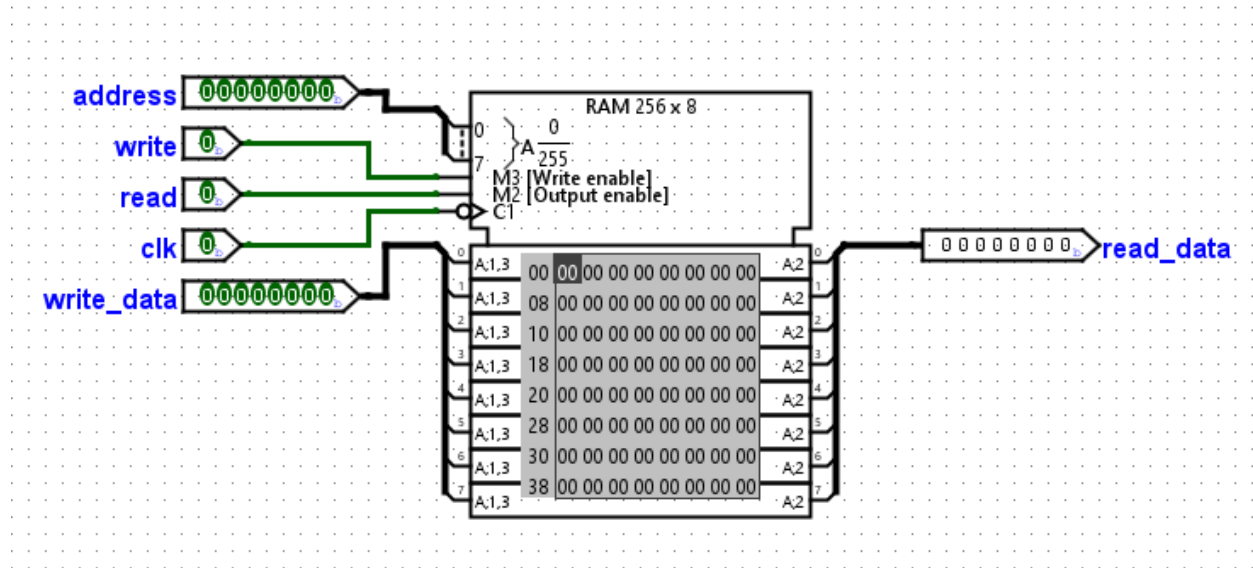 address 00000000
write 0
read 0
clk 0
write_data 00000000
RAM 256 x 8
0
7
A 0
255
M3 [Write enable]
M2 [Output enable]
C1
0 A;1,3 00 00 00 00 00 00 00 00 00 A;2 0
1 A;1,3 08 00 00 00 00 00 00 00 00 A;2 1
2 A;1,3 10 00 00 00 00 00 00 00 00 A;2 2
3 A;1,3 18 00 00 00 00 00 00 00 00 A;2 3
4 A;1,3 20 00 00 00 00 00 00 00 00 A;2 4
5 A;1,3 28 00 00 00 00 00 00 00 00 A;2 5
6 A;1,3 30 00 00 00 00 00 00 00 00 A;2 6
7 A;1,3 38 00 00 00 00 00 00 00 00 A;2 7
00000000 read_data